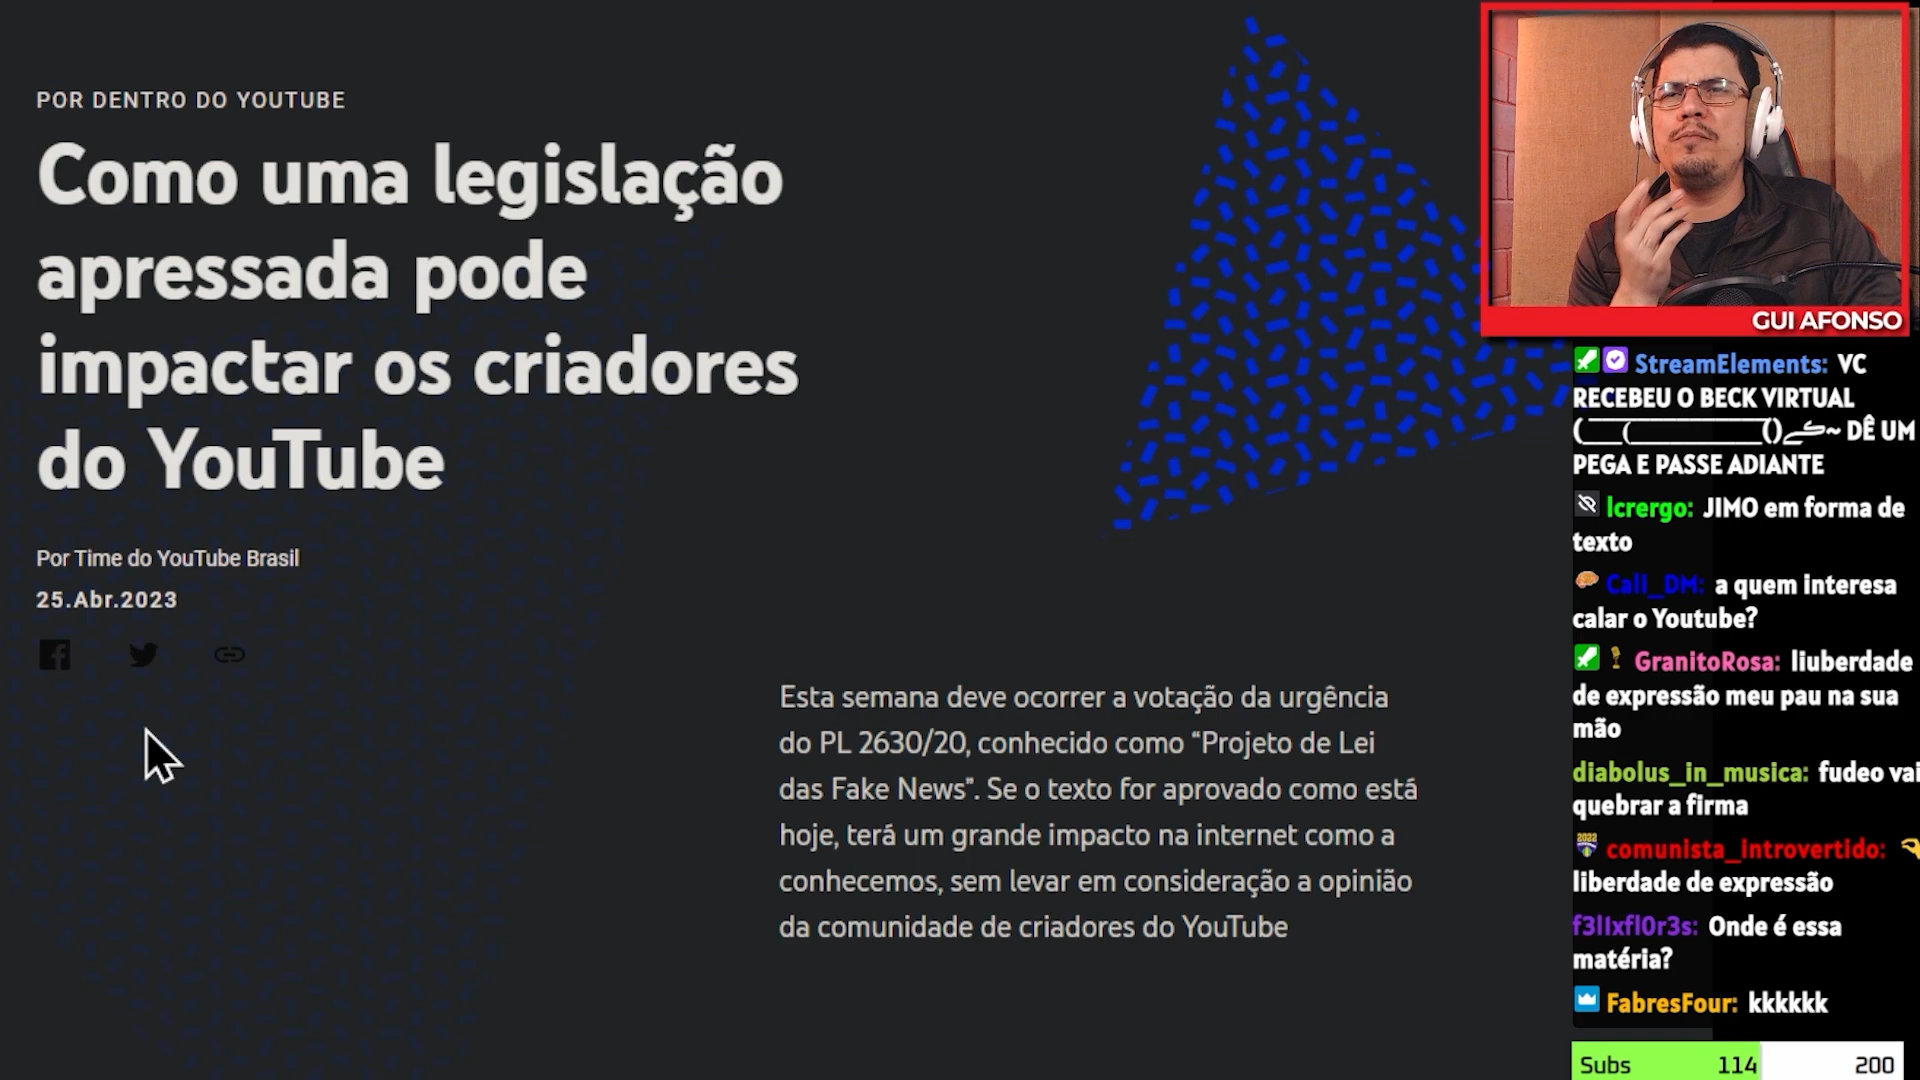 POR DENTRO DO YOUTUBE
Como uma legislação
apressada pode
impactar os criadores
do YouTube
Por Time do YouTube Brasil
25.Abr.2023
Esta semana deve ocorrer a votação da urgência
do PL 2630/20, conhecido como “Projeto de Lei
das Fake News”. Se o texto for aprovado como está
hoje, terá um grande impacto na internet como a
conhecemos, sem levar em consideração a opinião
da comunidade de criadores do YouTube
GUI AFONSO
StreamElements: VC
RECEBEU O BECK VIRTUAL
DÊ UM
PEGA E PASSE ADIANTE
lcrergo: JIMO em forma de
texto
Call_DM: a quem interesa
calar o Youtube?
GranitoRosa: liuberdade
de expressão meu pau na sua
mão
diabolus_in_musica: fudeo vai
quebrar a firma
comunista_introvertido:
liberdade de expressão
Onde é essa
matéria?
FabresFour: kkkkkk
Subs 114 200